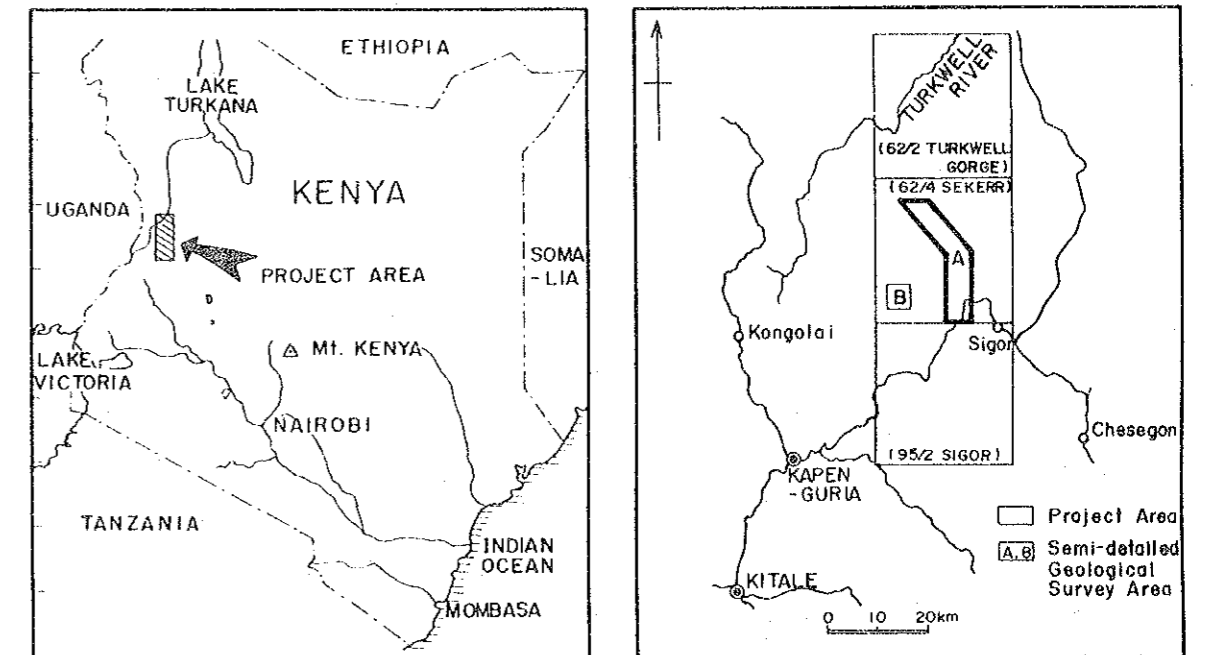 ETHIOPIA
LAKE
TURKANA
KENYA
UGANDA
SOMA
-LIA
PROJECT AREA
Mt. KENYA
LAKE
VICTORIA
NAIROBI
TANZANIA
INDIAN
OCEAN
MOMBASA
TURKWELL
RIVER
(62/2 TURKWELL
GORGE)
(62/4 SEKERR)
A
B
Kongolai
Sigor
Chesegon
(95/2 SIGOR)
KAPEN
-GURIA
KITALE
Project Area
A,B Semi-detailed
Geological
Survey Area
0 10 20km